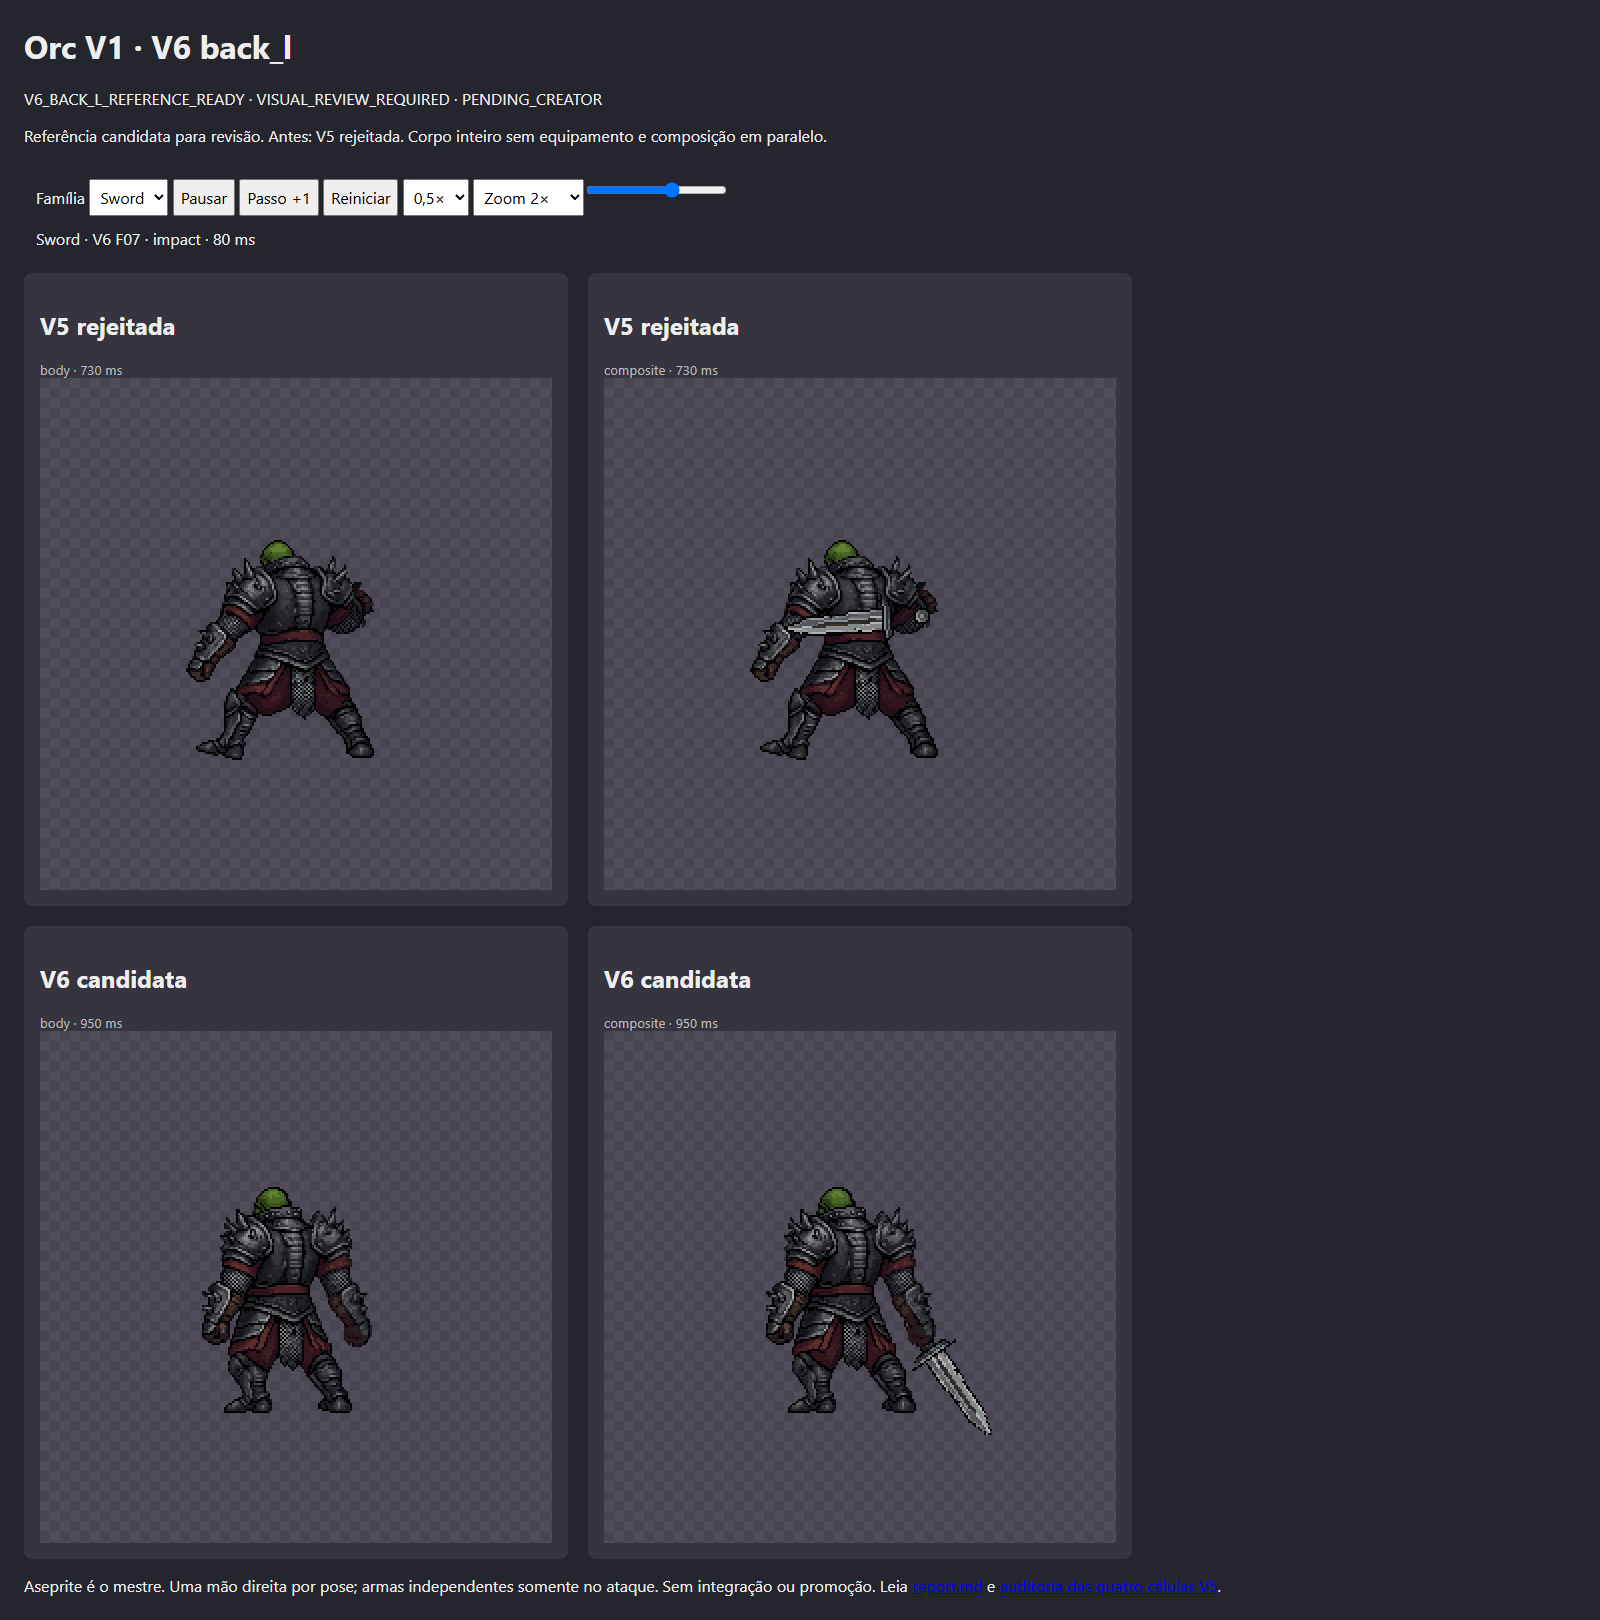 Orc V1 · V6 back_l
V6_BACK_L_REFERENCE_READY · VISUAL_REVIEW_REQUIRED · PENDING_CREATOR
Referência candidata para revisão. Antes: V5 rejeitada. Corpo inteiro sem equipamento e composição em paralelo.
Família Sword Pausar Passo +1 Reiniciar 0,5× Zoom 2×
Sword · V6 F07 · impact · 80 ms
V5 rejeitada
body · 730 ms
V5 rejeitada
composite · 730 ms
V6 candidata
body · 950 ms
V6 candidata
composite · 950 ms
Aseprite é o mestre. Uma mão direita por pose; armas independentes somente no ataque. Sem integração ou promoção. Leia report.md e auditoria das quatro células V5.